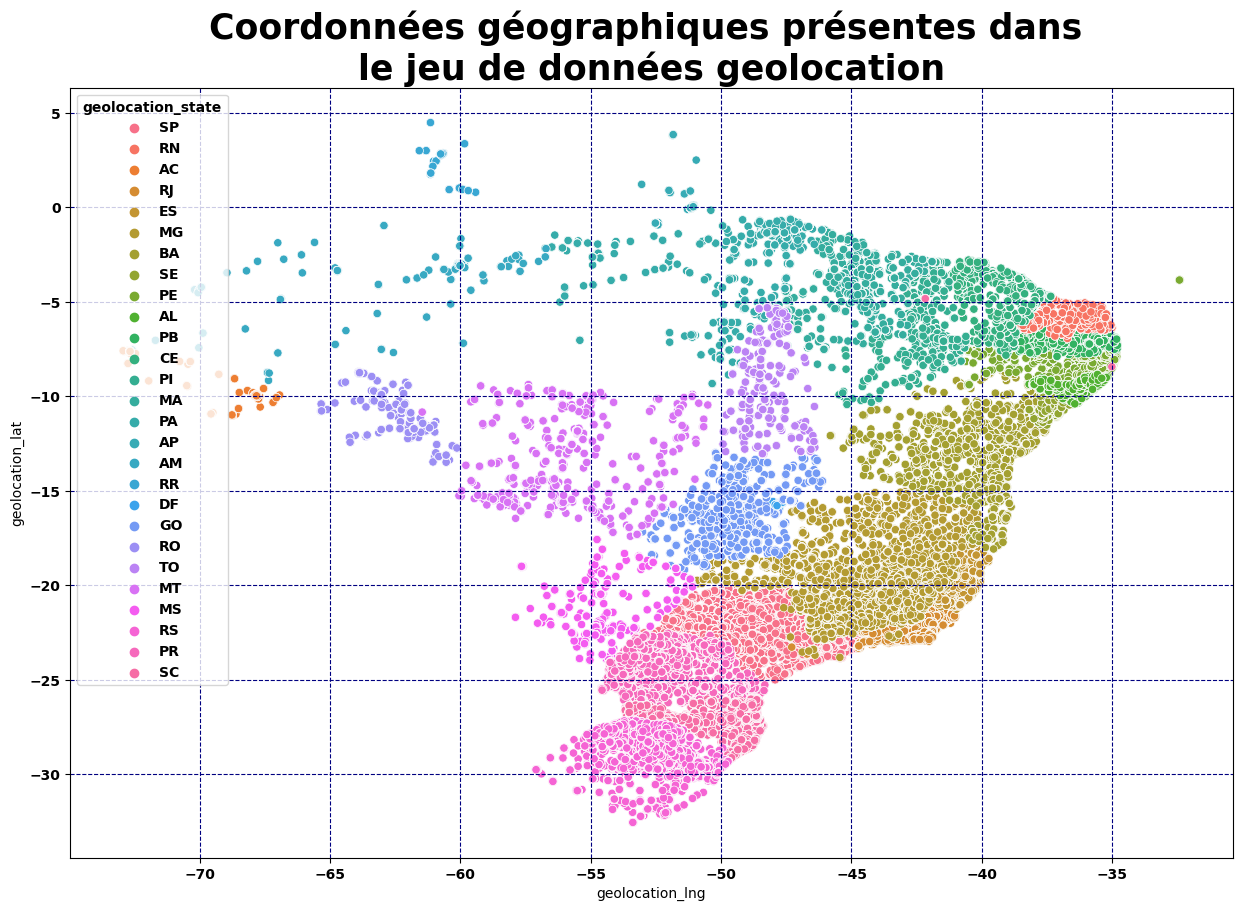 Coordonnées géographiques présentes dans
le jeu de données geolocation
geolocation_state
SP
RN
AC
RJ
ES
MG
BA
SE
PE
AL
PB
CE
PI
MA
PA
AP
AM
RR
DF
GO
RO
TO
MT
MS
RS
PR
SC
geolocation_lat
5
0
−5
−10
−15
−20
−25
−30
−70
−65
−60
−55
−50
−45
−40
−35
geolocation_lng